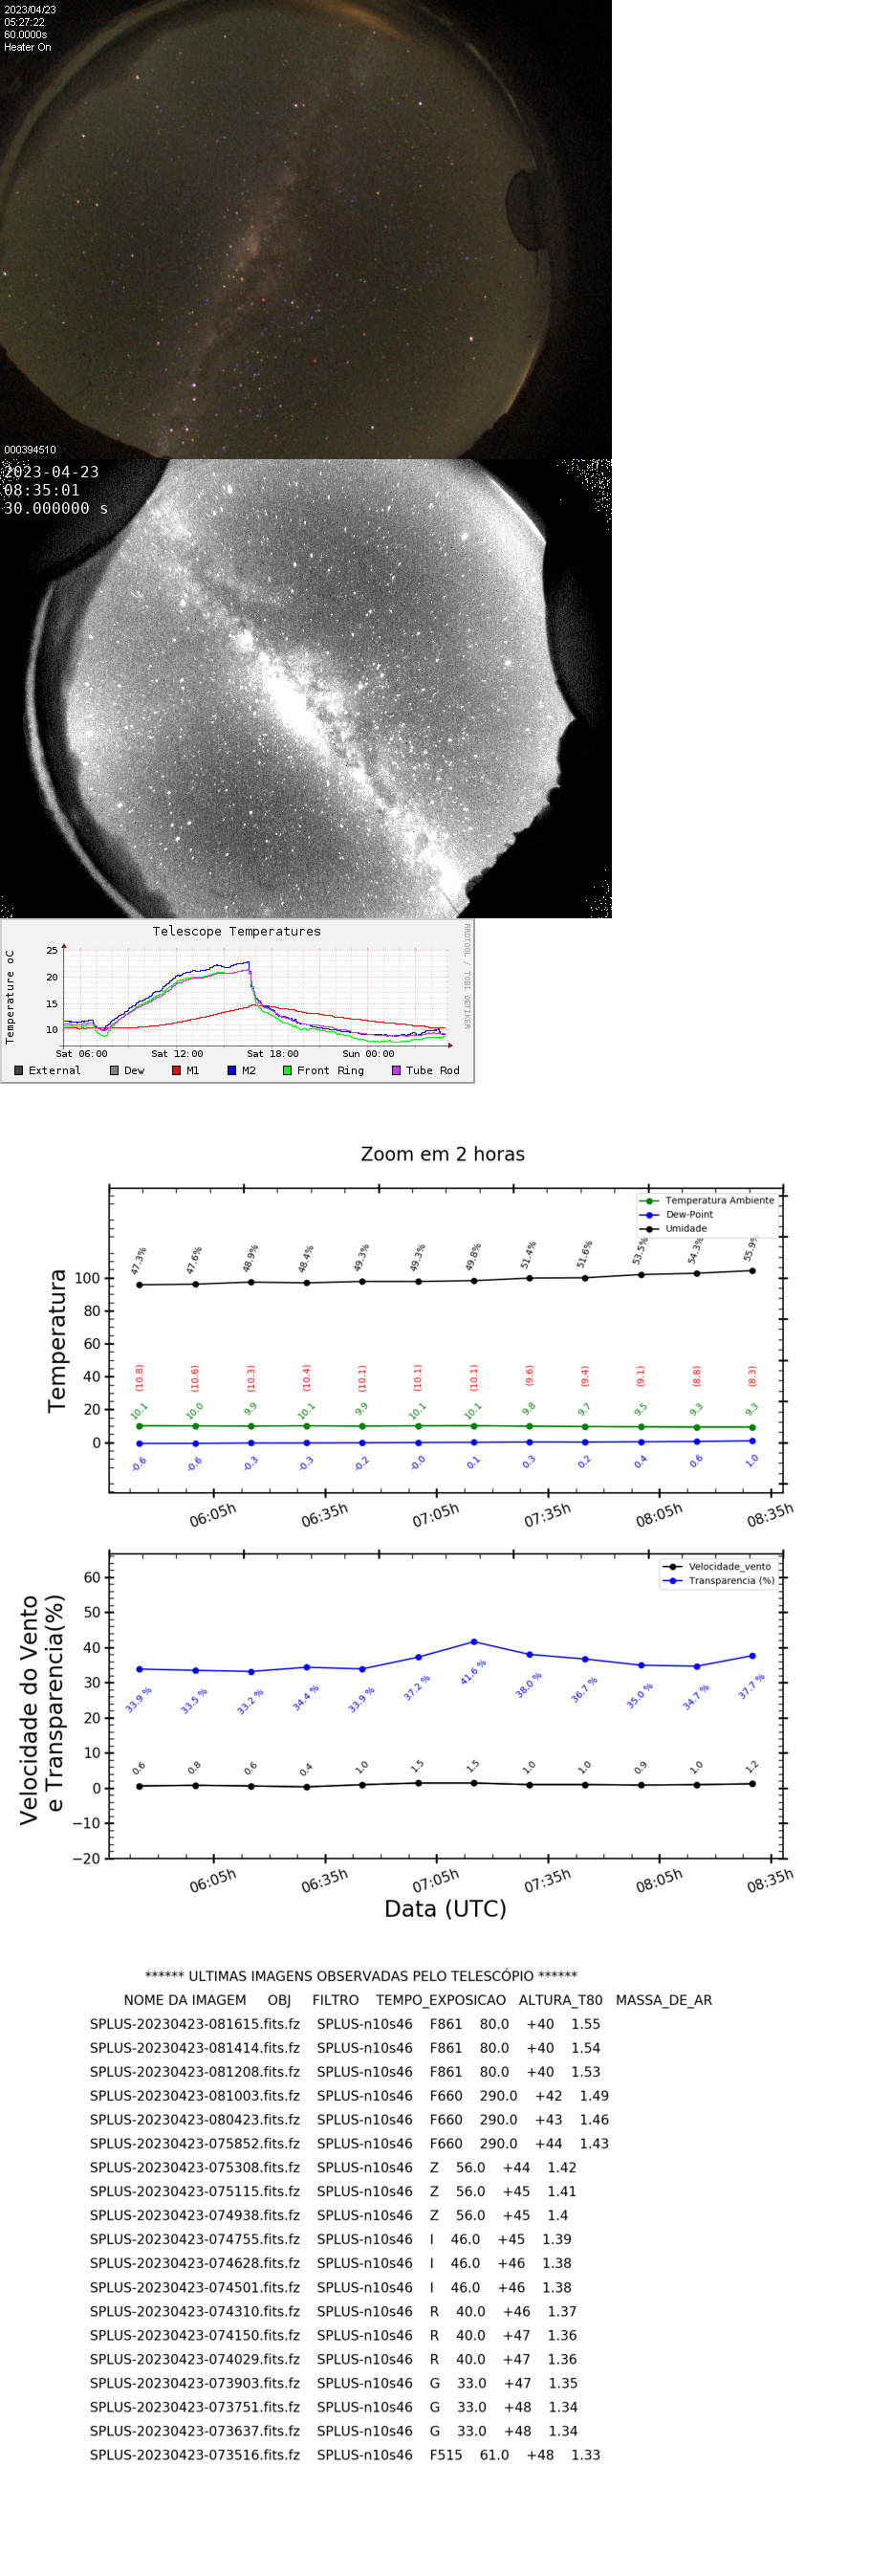 2023/04/23
05:27:22
60.0000s
Heater On
000394510
2023-04-23
08:35:01
30.000000 s
Telescope Temperatures
RRDTOOL / TOBI OETIKER
Temperature oC
25
20
15
10
Sat 06:00 Sat 12:00 Sat 18:00 Sun 00:00
External Dew M1 M2 Front Ring Tube Rod
Zoom em 2 horas
Temperatura Ambiente
Dew-Point
Umidade
47.3% 47.6% 48.9% 48.4% 49.3% 49.3% 49.8% 51.4% 51.6% 53.5% 54.3% 55.9%
Temperatura
100
80
60
40
20
0
(10.8) (10.6) (10.3) (10.4) (10.1) (10.1) (10.1) (9.6) (9.4) (9.1) (8.8) (8.3)
10.1 10.0 9.9 10.1 9.9 10.1 10.1 9.8 9.7 9.5 9.3 9.3
-0.6 -0.6 -0.3 -0.3 -0.2 -0.0 0.1 0.3 0.2 0.4 0.6 1.0
06:05h 06:35h 07:05h 07:35h 08:05h 08:35h
Velocidade_vento
Transparencia (%)
Velocidade do Vento
e Transparencia(%)
60
50
40
30
20
10
0
−10
−20
33.9 % 33.5 % 33.2 % 34.4 % 33.9 % 37.2 % 41.6 % 38.0 % 36.7 % 35.0 % 34.7 % 37.7 %
0.6 0.8 0.6 0.4 1.0 1.5 1.5 1.0 1.0 0.9 1.0 1.2
06:05h 06:35h 07:05h 07:35h 08:05h 08:35h
Data (UTC)
****** ULTIMAS IMAGENS OBSERVADAS PELO TELESCÓPIO ******
NOME DA IMAGEM OBJ FILTRO TEMPO_EXPOSICAO ALTURA_T80 MASSA_DE_AR
SPLUS-20230423-081615.fits.fz SPLUS-n10s46 F861 80.0 +40 1.55
SPLUS-20230423-081414.fits.fz SPLUS-n10s46 F861 80.0 +40 1.54
SPLUS-20230423-081208.fits.fz SPLUS-n10s46 F861 80.0 +40 1.53
SPLUS-20230423-081003.fits.fz SPLUS-n10s46 F660 290.0 +42 1.49
SPLUS-20230423-080423.fits.fz SPLUS-n10s46 F660 290.0 +43 1.46
SPLUS-20230423-075852.fits.fz SPLUS-n10s46 F660 290.0 +44 1.43
SPLUS-20230423-075308.fits.fz SPLUS-n10s46 Z 56.0 +44 1.42
SPLUS-20230423-075115.fits.fz SPLUS-n10s46 Z 56.0 +45 1.41
SPLUS-20230423-074938.fits.fz SPLUS-n10s46 Z 56.0 +45 1.4
SPLUS-20230423-074755.fits.fz SPLUS-n10s46 I 46.0 +45 1.39
SPLUS-20230423-074628.fits.fz SPLUS-n10s46 I 46.0 +46 1.38
SPLUS-20230423-074501.fits.fz SPLUS-n10s46 I 46.0 +46 1.38
SPLUS-20230423-074310.fits.fz SPLUS-n10s46 R 40.0 +46 1.37
SPLUS-20230423-074150.fits.fz SPLUS-n10s46 R 40.0 +47 1.36
SPLUS-20230423-074029.fits.fz SPLUS-n10s46 R 40.0 +47 1.36
SPLUS-20230423-073903.fits.fz SPLUS-n10s46 G 33.0 +47 1.35
SPLUS-20230423-073751.fits.fz SPLUS-n10s46 G 33.0 +48 1.34
SPLUS-20230423-073637.fits.fz SPLUS-n10s46 G 33.0 +48 1.34
SPLUS-20230423-073516.fits.fz SPLUS-n10s46 F515 61.0 +48 1.33